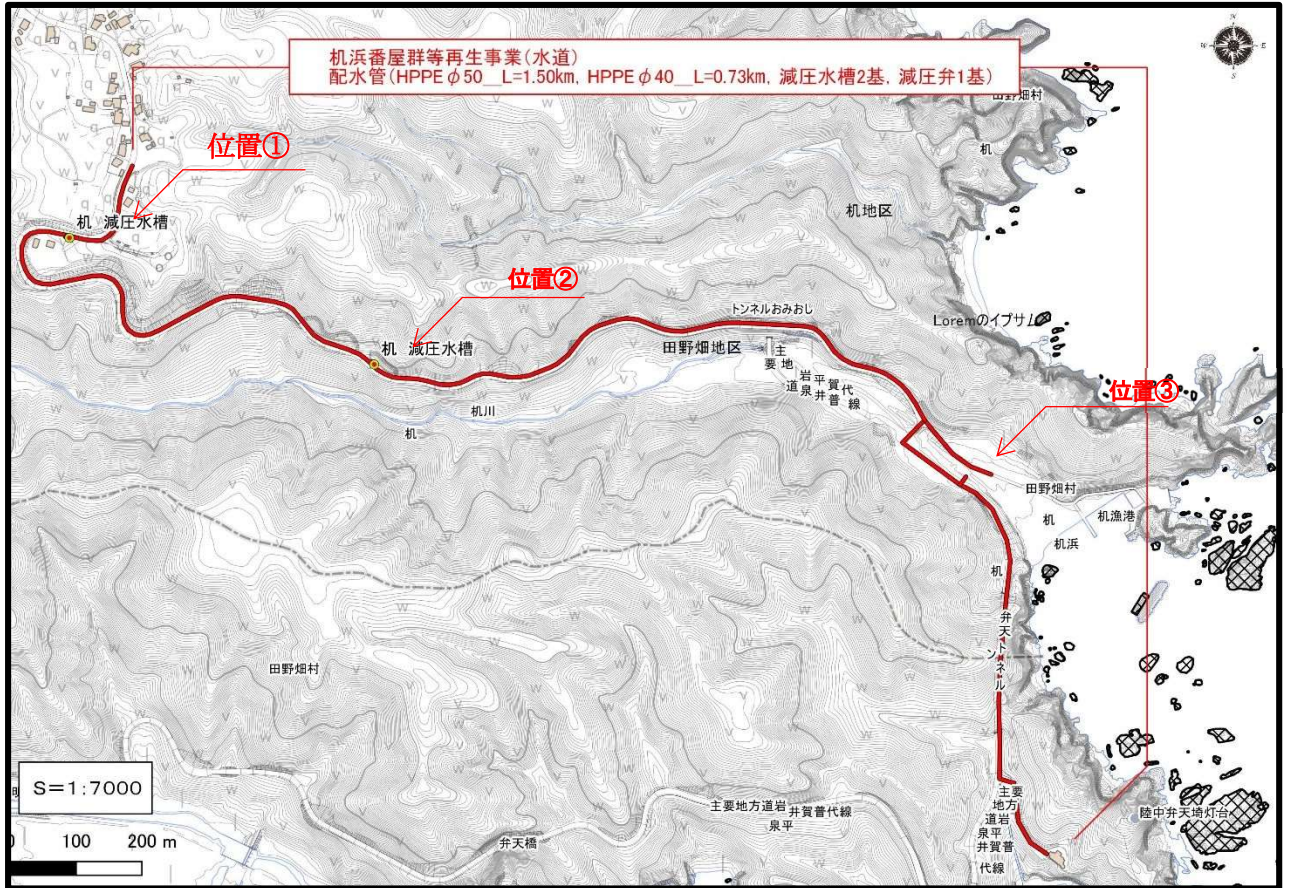 机浜番屋群等再生事業(水道)
配水管(HPPEφ50__L=1.50km, HPPEφ40__L=0.73km, 減圧水槽2基, 減圧弁1基)
N
W
E
S
田野畑村
机
位置①
机 減圧水槽
机地区
位置②
トンネルおみおし
Loremのイプサム
机 減圧水槽
田野畑地区
主要地方道岩泉平井賀普代線
位置③
机川
机
田野畑村
机
机漁港
机浜
机
弁天トンネル
田野畑村
S=1:7000
主要地方道岩泉平井賀普代線
主要地方道岩泉平井賀普代線
陸中弁天埼灯台
弁天橋
0 100 200 m